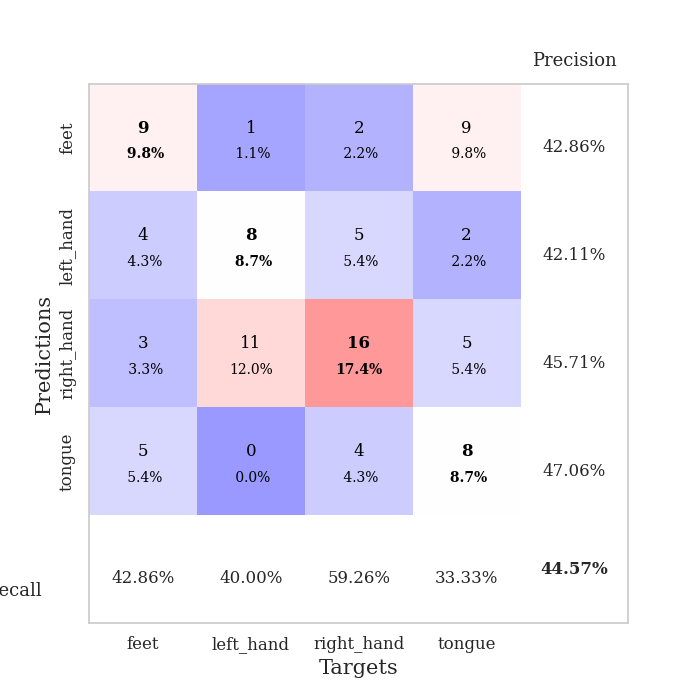 Precision
feet
9 1 2 9 42.86%
9.8% 1.1% 2.2% 9.8%
left_hand
4 8 5 2 42.11%
4.3% 8.7% 5.4% 2.2%
Predictions
right_hand
3 11 16 5 45.71%
3.3% 12.0% 17.4% 5.4%
tongue
5 0 4 8 47.06%
5.4% 0.0% 4.3% 8.7%
ecall 42.86% 40.00% 59.26% 33.33% 44.57%
feet left_hand right_hand tongue
Targets